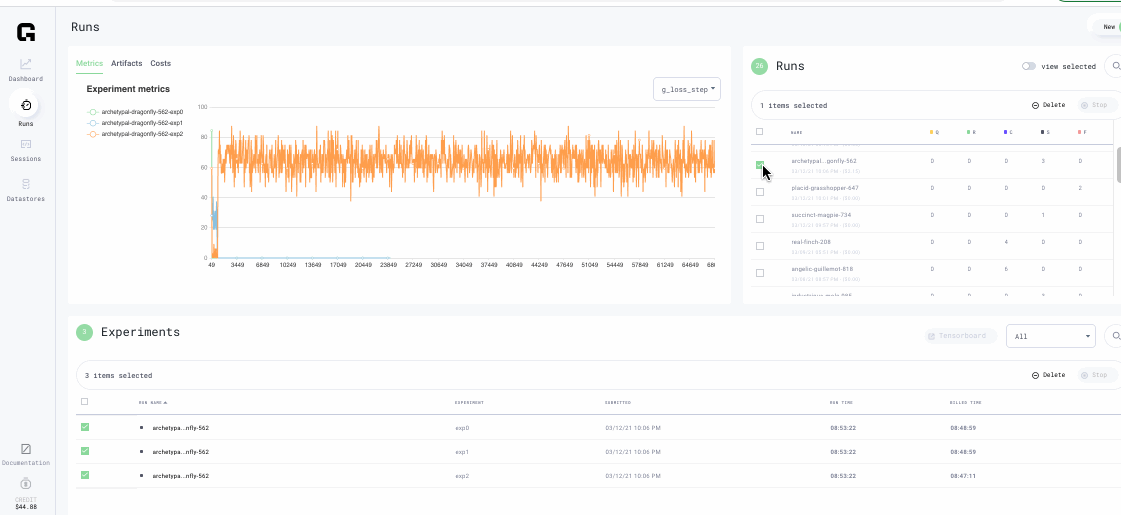 Runs
New
Dashboard
Runs
Sessions
Datastores
Documentation
CREDIT
$44.08
Metrics Artifacts Costs
Experiment metrics
g_loss_step
archetypal-dragonfly-562-exp0
archetypal-dragonfly-562-exp1
archetypal-dragonfly-562-exp2
100
80
60
40
20
0
49 3449 6849 10249 13649 17049 20449 23849 27249 30649 34049 40849 44249 47649 51049 54449 57849 61249 64649 68
26 Runs view selected
1 items selected Delete Stop
NAME Q R C S F
archetypal...gonfly-562 0 0 0 3 0
placid-grasshopper-647 0 0 0 0 2
succinct-magpie-734 0 0 0 1 0
real-finch-208 0 0 4 0 0
angelic-guillemot-818 0 0 6 0 0
3 Experiments Tensorboard All
3 items selected Delete Stop
RUN NAME EXPERIMENT SUBMITTED RUN TIME BILLED TIME
archetypa...nfly-562 exp0 03/12/21 10:06 PM 08:53:22 08:48:59
archetypa...nfly-562 exp1 03/12/21 10:06 PM 08:53:22 08:48:59
archetypa...nfly-562 exp2 03/12/21 10:06 PM 08:53:22 08:47:11